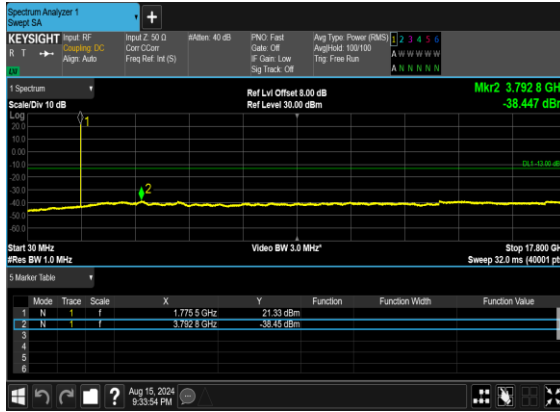 Spectrum Analyzer 1
Swept SA
+
KEYSIGHT
R T
LU
Input: RF
Coupling: DC
Align: Auto
Input Z: 50 Ω
Corr CCorr
Freq Ref: Int (S)
#Atten: 40 dB
PNO: Fast
Gate: Off
IF Gain: Low
Sig Track: Off
Avg Type: Power (RMS)
Avg|Hold: 100/100
Trig: Free Run
1 2 3 4 5 6
A W W W W W
A N N N N N
1 Spectrum
Scale/Div 10 dB
Ref Lvl Offset 8.00 dB
Ref Level 30.00 dBm
Mkr2 3.792 8 GH
-38.447 dBr
Log
20.0
10.0
0.00
-10.0
-20.0
-30.0
-40.0
-50.0
-60.0
1
2
DL1 -13.00 dB
Start 30 MHz
#Res BW 1.0 MHz
Video BW 3.0 MHz*
Stop 17.800 GH
Sweep 32.0 ms (40001 pt
5 Marker Table
Mode Trace Scale X Y Function Function Width Function Value
1 N 1 f 1.775 5 GHz 21.33 dBm
2 N 1 f 3.792 8 GHz -38.45 dBm
3
4
5
6
?
Aug 15, 2024
9:33:54 PM